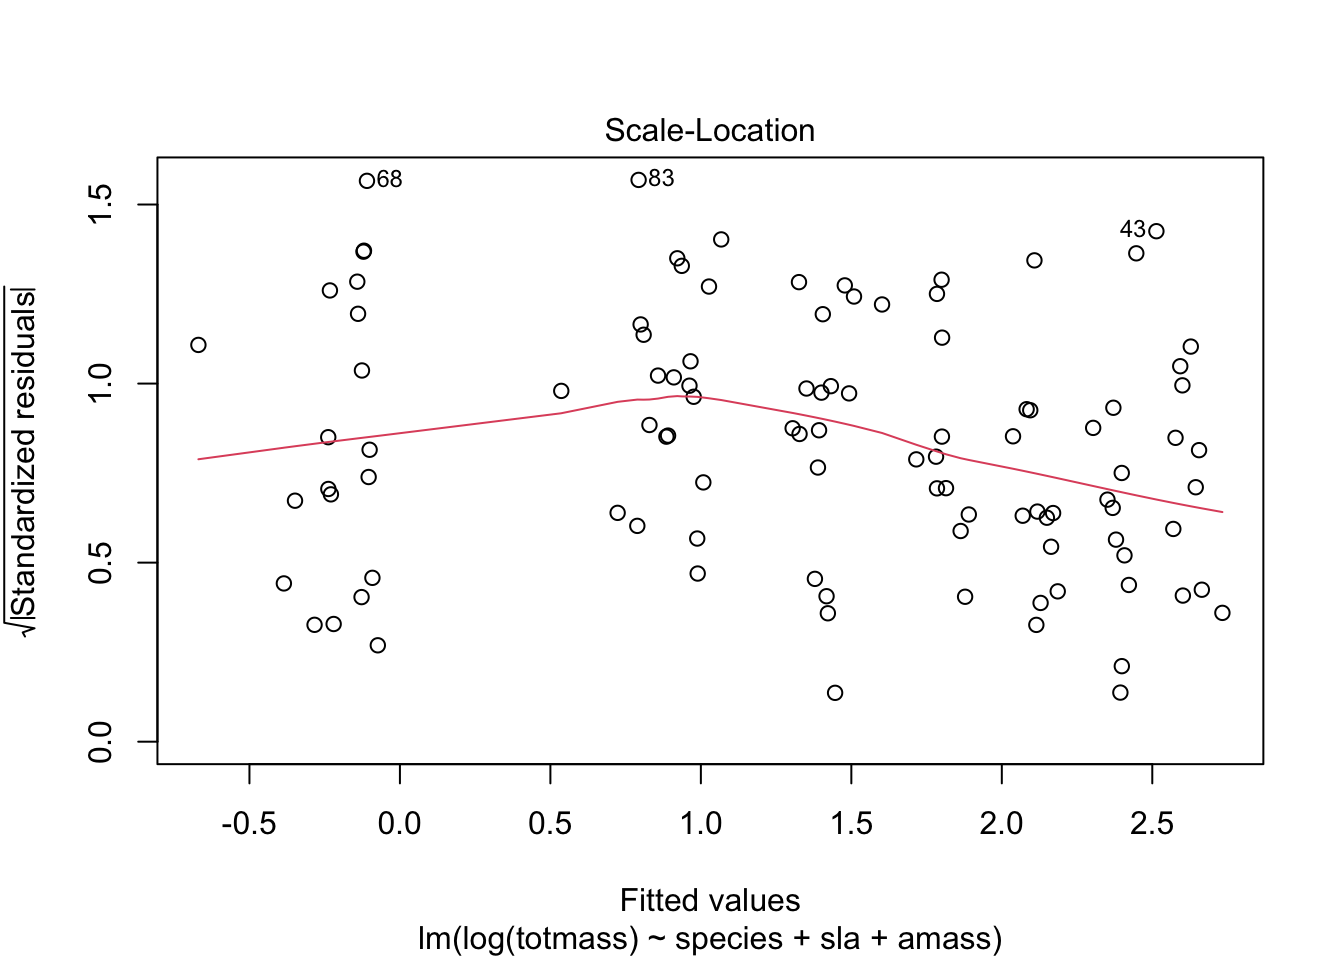 Scale-Location
√|Standardized residuals|
1.5
1.0
0.5
0.0
68
83
43
-0.5 0.0 0.5 1.0 1.5 2.0 2.5
Fitted values
lm(log(totmass) ~ species + sla + amass)